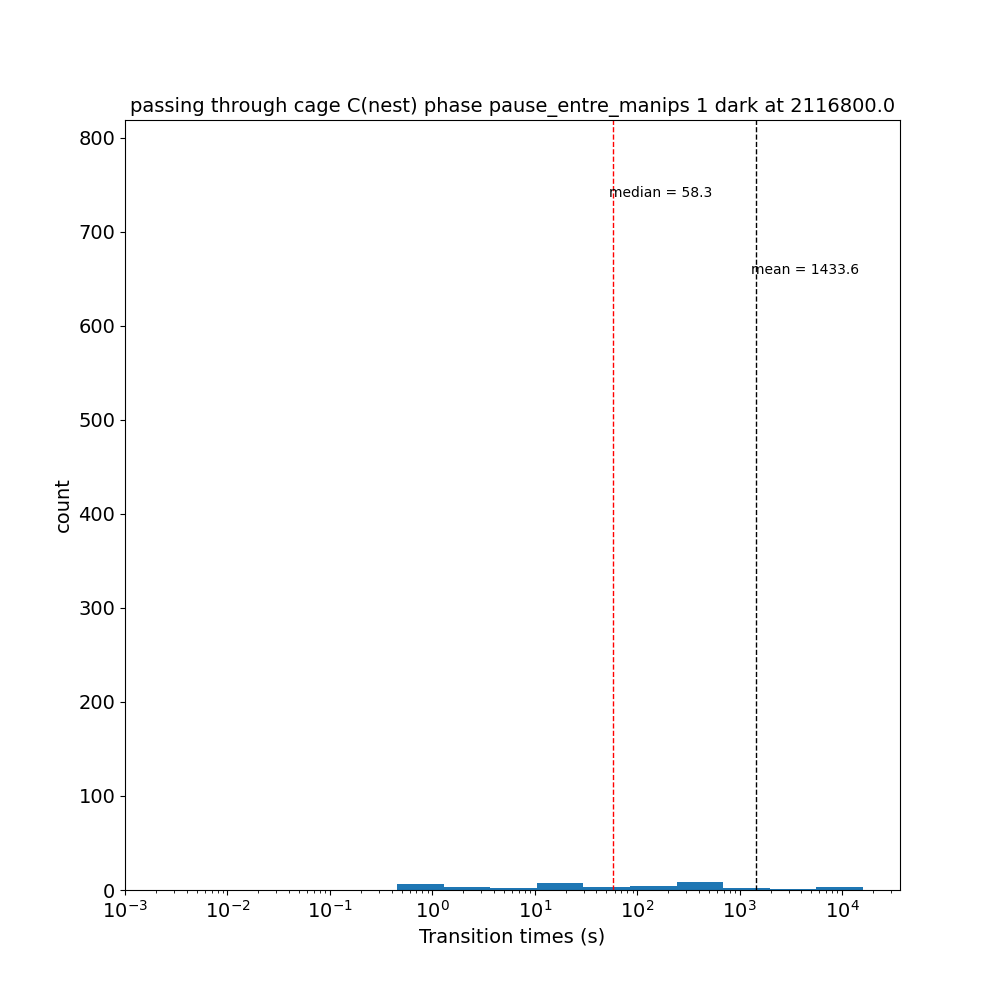 passing through cage C(nest) phase pause_entre_manips 1 dark at 2116800.0
800
median = 58.3
700
mean = 1433.6
600
500
count
400
300
200
100
0
10⁻³ 10⁻² 10⁻¹ 10⁰ 10¹ 10² 10³ 10⁴
Transition times (s)